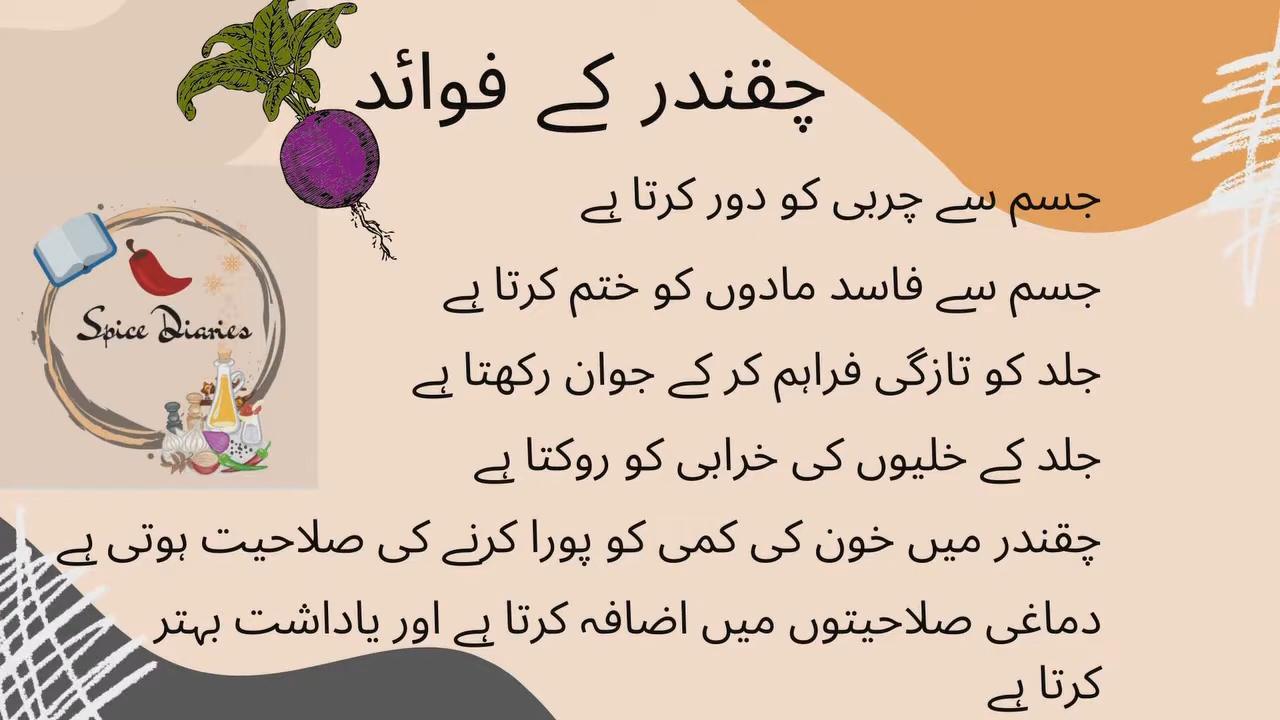 چقندر کے فوائد
جسم سے چربی کو دور کرتا ہے
جسم سے فاسد مادوں کو ختم کرتا ہے
جلد کو تازگی فراہم کر کے جوان رکھتا ہے
جلد کے خلیوں کی خرابی کو روکتا ہے
چقندر میں خون کی کمی کو پورا کرنے کی صلاحیت ہوتی ہے
دماغی صلاحیتوں میں اضافہ کرتا ہے اور یاداشت بہتر
کرتا ہے
Spice Diaries